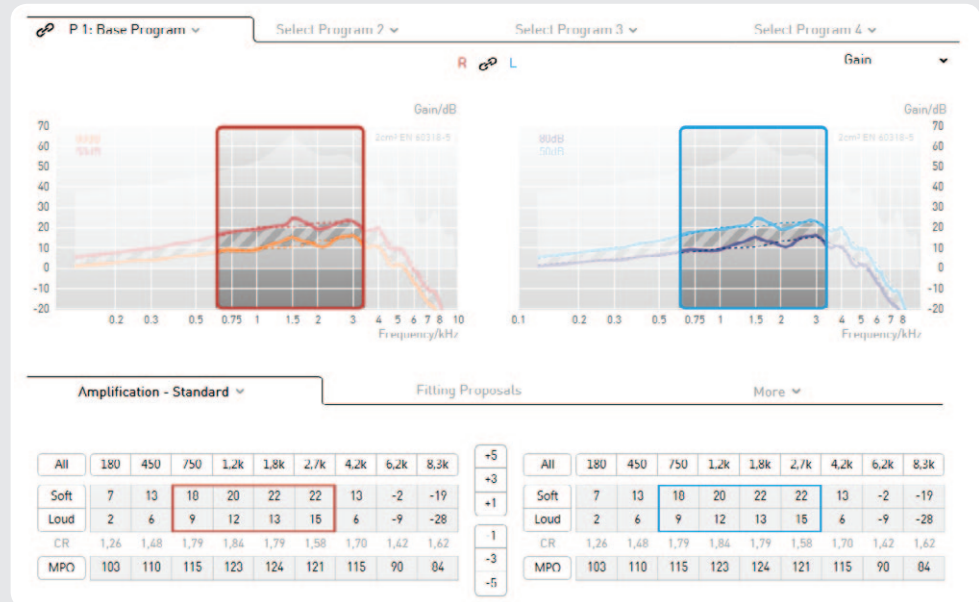 P 1: Base Program Select Program 2 Select Program 3 Select Program 4
R L Gain
Gain/dB Gain/dB
70 2cm³ EN 60318-5 80dB 2cm³ EN 60318-5 70
60 50dB 60
50 50
40 40
30 30
20 20
10 10
0 0
-10 -10
-20 -20
0.2 0.3 0.5 0.75 1 1.5 2 3 4 5 6 7 8 10 0.1 0.2 0.3 0.5 0.75 1 1.5 2 3 4 5 6 7 8
Frequency/kHz Frequency/kHz
Amplification - Standard Fitting Proposals More
+5
All 180 450 750 1,2k 1,8k 2,7k 4,2k 6,2k 8,3k All 180 450 750 1,2k 1,8k 2,7k 4,2k 6,2k 8,3k
+3
Soft 7 13 18 20 22 22 13 -2 -19 +1 Soft 7 13 18 20 22 22 13 -2 -19
Loud 2 6 9 12 13 15 6 -9 -28 Loud 2 6 9 12 13 15 6 -9 -28
CR 1,26 1,48 1,79 1,84 1,79 1,58 1,70 1,42 1,62 -1 CR 1,26 1,48 1,79 1,84 1,79 1,58 1,70 1,42 1,62
MPO 103 110 115 123 124 121 115 90 84 -3 MPO 103 110 115 123 124 121 115 90 84
-5